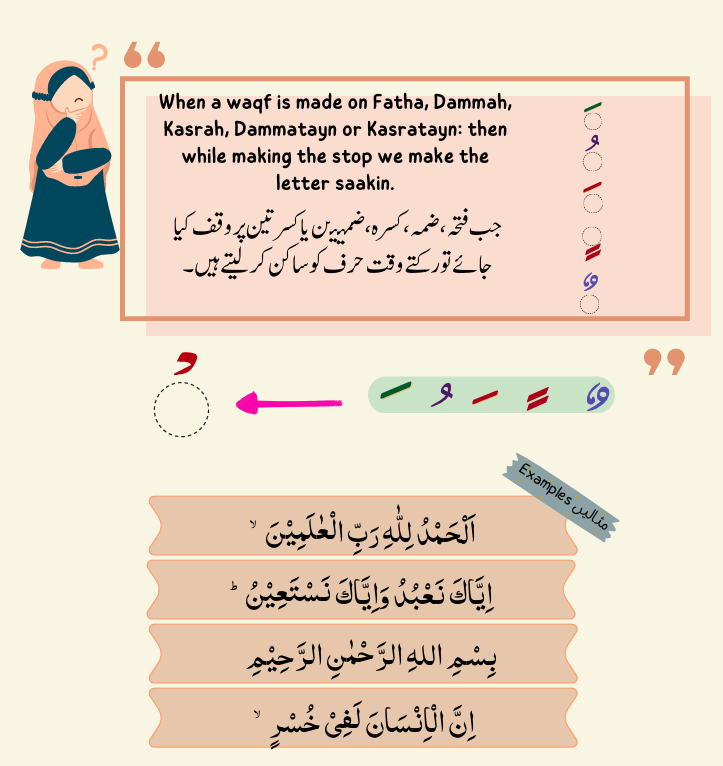 When a waqf is made on Fatha, Dammah,
Kasrah, Dammatayn or Kasratayn: then
while making the stop we make the
letter saakin.
جب فتحہ، ضمہ، کسرہ، ضمیین یا کسرتین پر وقف کیا
جائے تو رکتے وقت حرف کو ساکن کر لیتے ہیں۔
Examples مثالیں
اَلْحَمْدُ لِلّٰهِ رَبِّ الْعٰلَمِيْنَ ۙ
اِيَّاكَ نَعْبُدُ وَاِيَّاكَ نَسْتَعِيْنُ ؕ
بِسْمِ اللهِ الرَّحْمٰنِ الرَّحِيْمِ
اِنَّ الْاِنْسَانَ لَفِیْ خُسْرٍ ۙ